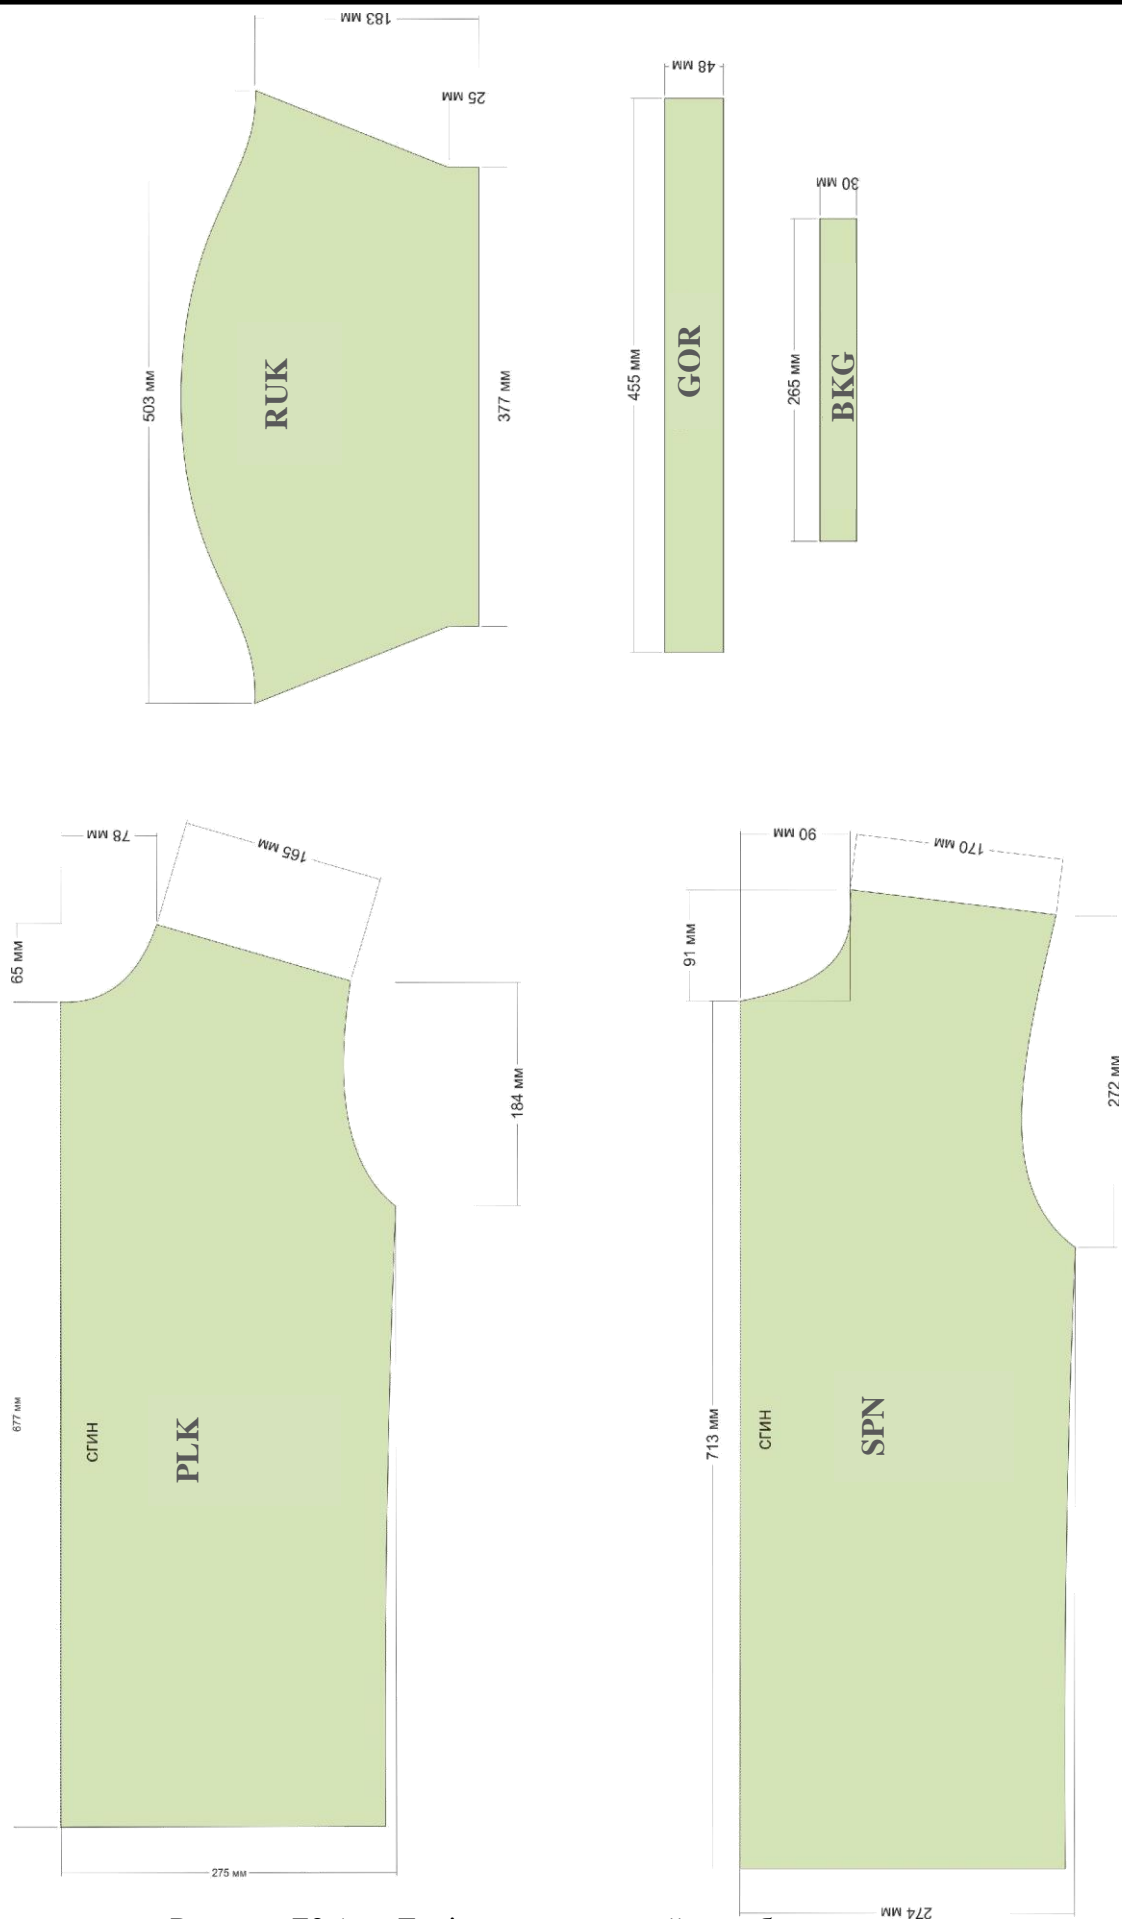 183 мм
25 мм
503 мм
RUK
377 мм
48 мм
455 мм
GOR
30 мм
265 мм
BKG
78 мм
165 мм
65 мм
184 мм
677 мм
СГИН
PLK
275 мм
90 мм
170 мм
91 мм
272 мм
713 мм
СГИН
SPN
274 мм